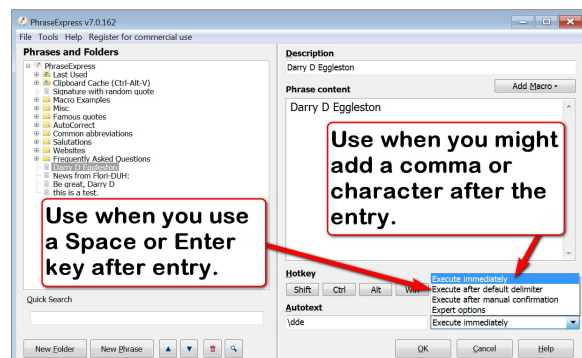 PhraseExpress v7.0.162
File Tools Help Register for commercial use
Phrases and Folders
PhraseExpress
Last Used
Clipboard Cache (Ctrl-Alt-V)
Signature with random quote
Macro Examples
Misc
Famous quotes
AutoCorrect
Common abbreviations
Salutations
Websites
Frequently Asked Questions
Darry D Eggleston
News from Flori-DUH:
Be great, Darry D
this is a test.
Use when you use
a Space or Enter
key after entry.
Quick Search
New Folder New Phrase
Description
Darry D Eggleston
Phrase content Add Macro
Darry D Eggleston
Use when you might
add a comma or
character after the
entry.
Hotkey
Shift Ctrl Alt Win
Execute immediately
Execute after default delimiter
Execute after manual confirmation
Expert options
Autotext
\dde Execute immediately
OK Cancel Help